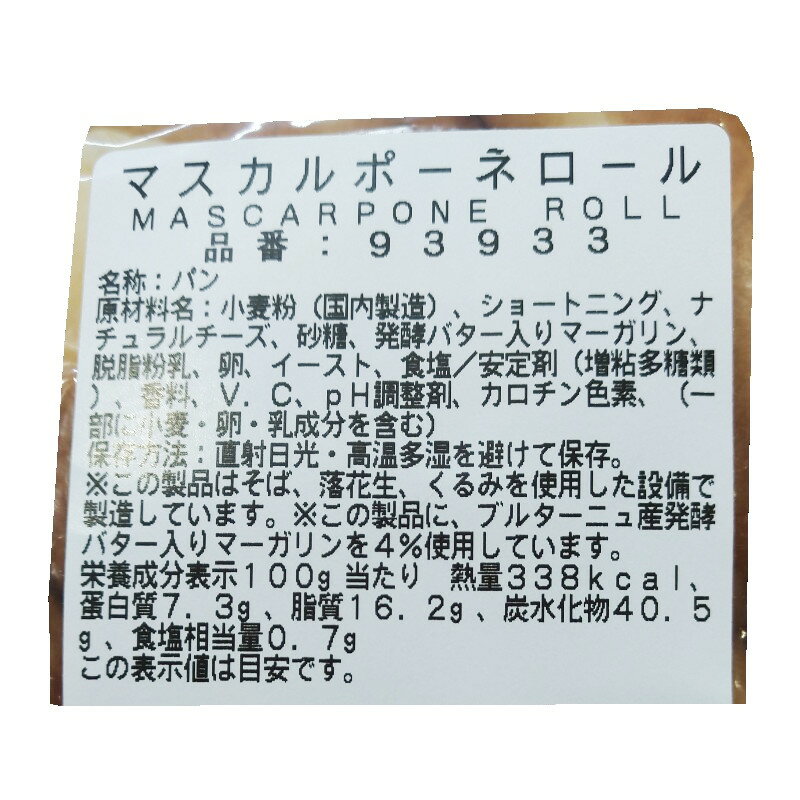 マスカルポーネロール
MASCARPONE ROLL
品番：93933
名称：パン
原材料名：小麦粉（国内製造）、ショートニング、ナ
チュラルチーズ、砂糖、発酵バター入りマーガリン、
脱脂粉乳、卵、イースト、食塩／安定剤（増粘多糖類
）、香料、V．C、pH調整剤、カロチン色素、（一
部に小麦・卵・乳成分を含む）
保存方法：直射日光・高温多湿を避けて保存。
※この製品はそば、落花生、くるみを使用した設備で
製造しています。※この製品に、ブルターニュ産発酵
バター入りマーガリンを4％使用しています。
栄養成分表示100g当たり　熱量338kcal、
蛋白質7．3g、脂質16．2g、炭水化物40．5
g、食塩相当量0．7g
この表示値は目安です。